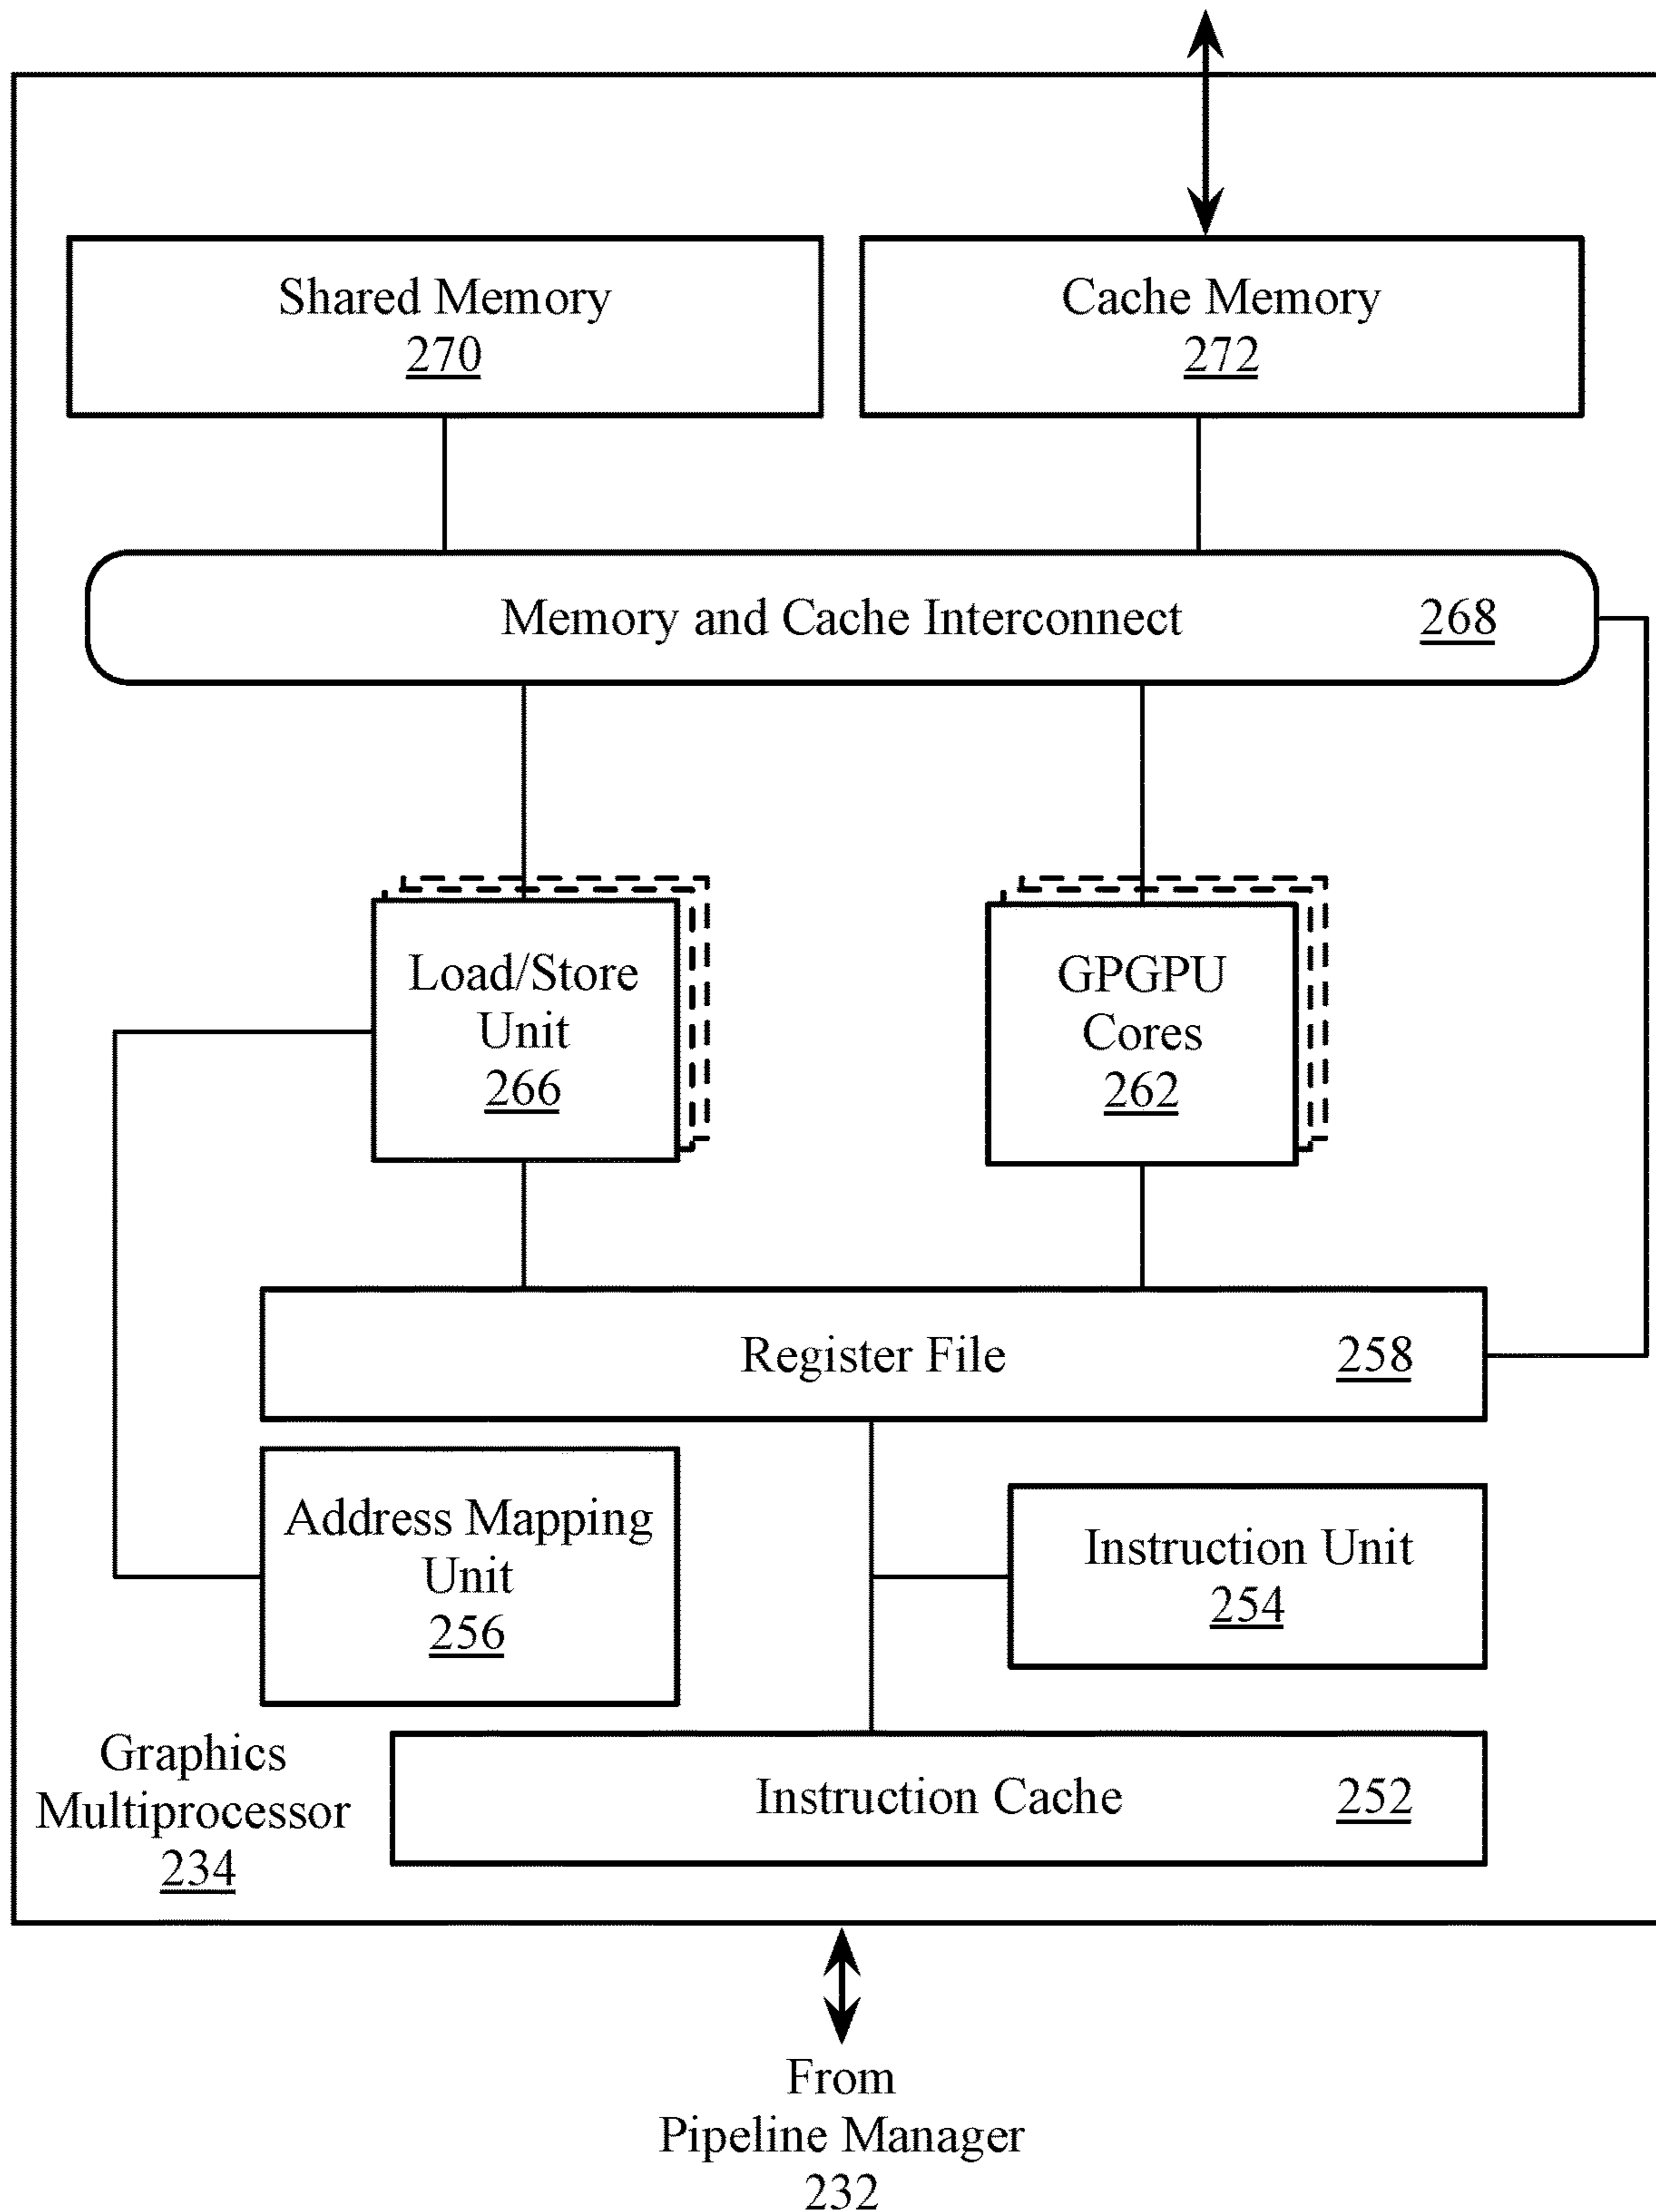 Shared Memory
270
Cache Memory
272
Memory and Cache Interconnect 268
Load/Store
Unit
266
GPGPU
Cores
262
Register File 258
Address Mapping
Unit
256
Instruction Unit
254
Graphics
Multiprocessor
234
Instruction Cache 252
From
Pipeline Manager
232